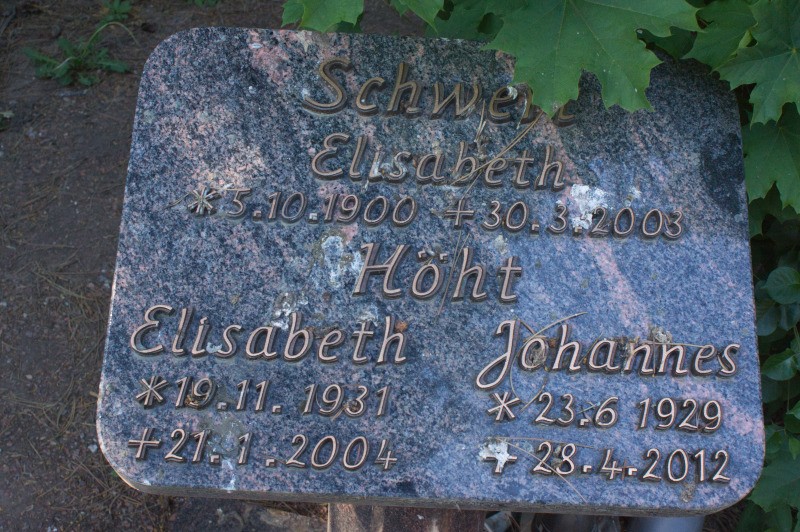 Elisabeth
*5.10.1900 +30.3.2003
Höht
Elisabeth Johannes
*19.11.1931 *23.6 1929
+21.1.2004 +28.4.2012